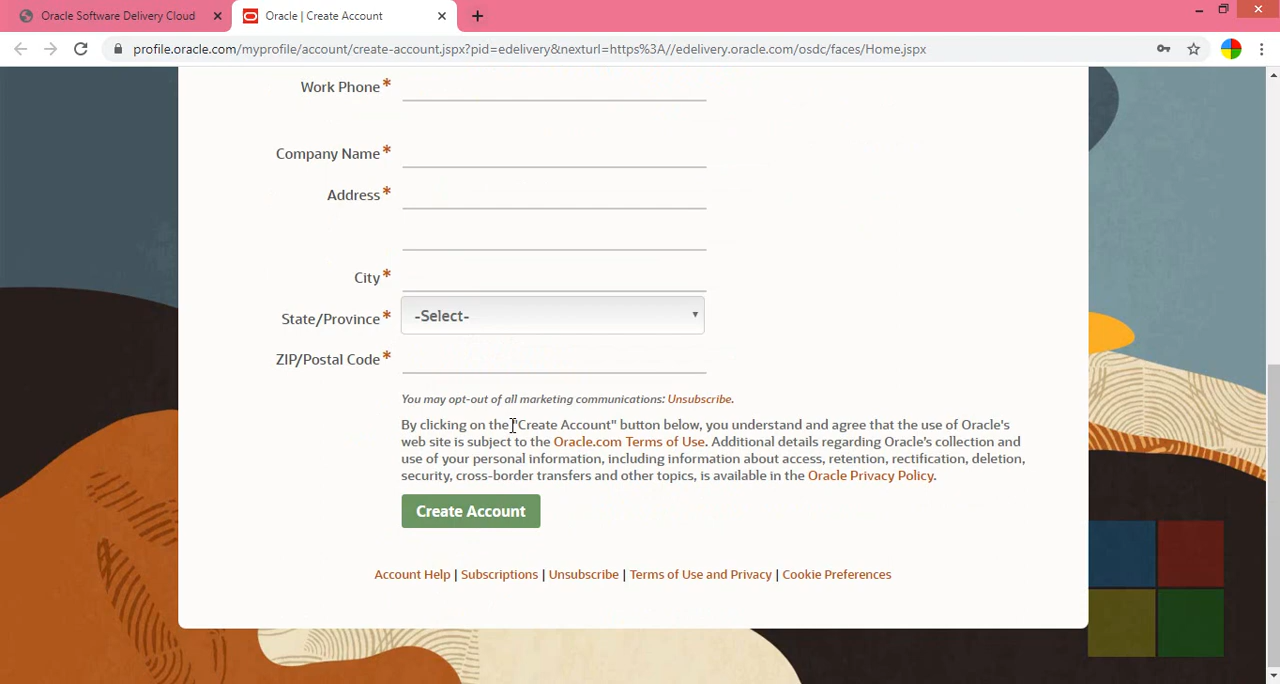 Oracle Software Delivery Cloud
Oracle | Create Account
profile.oracle.com/myprofile/account/create-account.jspx?pid=edelivery&nexturl=https%3A//edelivery.oracle.com/osdc/faces/Home.jspx
Work Phone*
Company Name*
Address*
City*
State/Province* -Select-
ZIP/Postal Code*
You may opt-out of all marketing communications: Unsubscribe.
By clicking on the "Create Account" button below, you understand and agree that the use of Oracle's
web site is subject to the Oracle.com Terms of Use. Additional details regarding Oracle's collection and
use of your personal information, including information about access, retention, rectification, deletion,
security, cross-border transfers and other topics, is available in the Oracle Privacy Policy.
Create Account
Account Help | Subscriptions | Unsubscribe | Terms of Use and Privacy | Cookie Preferences